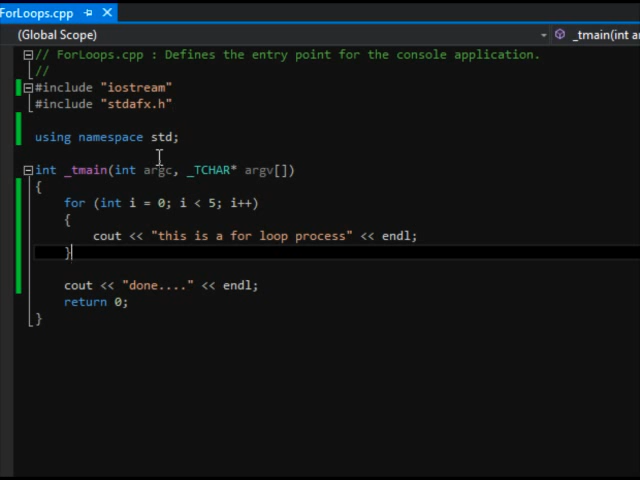 ForLoops.cpp
(Global Scope)
_tmain(int ar
// ForLoops.cpp : Defines the entry point for the console application.
//
#include "iostream"
#include "stdafx.h"
using namespace std;
int _tmain(int argc, _TCHAR* argv[])
{
for (int i = 0; i < 5; i++)
{
cout << "this is a for loop process" << endl;
}
cout << "done...." << endl;
return 0;
}